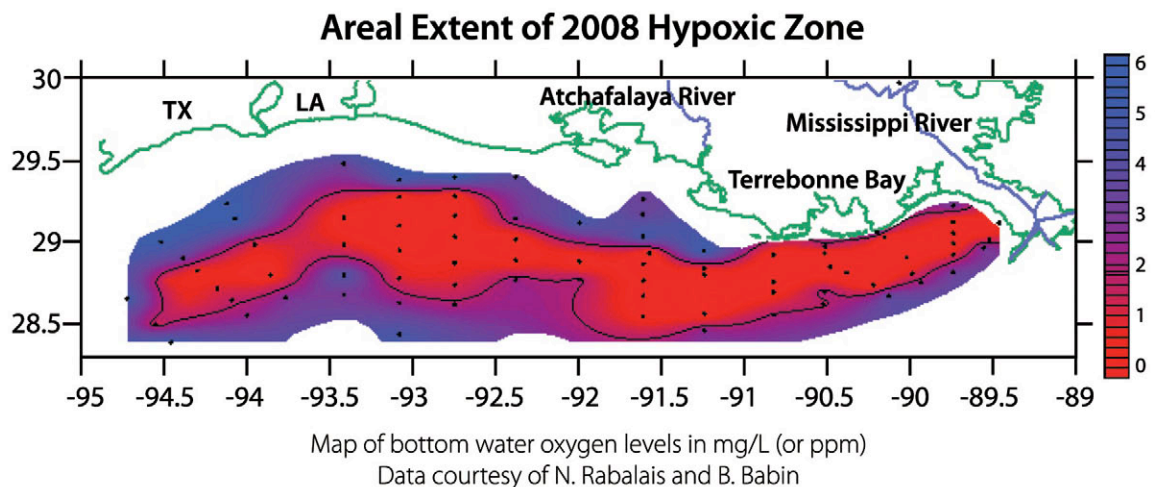 Areal Extent of 2008 Hypoxic Zone
30
29.5
29
28.5
TX
LA
Atchafalaya River
Mississippi River
Terrebonne Bay
6
5
4
3
2
1
0
-95 -94.5 -94 -93.5 -93 -92.5 -92 -91.5 -91 -90.5 -90 -89.5 -89
Map of bottom water oxygen levels in mg/L (or ppm)
Data courtesy of N. Rabalais and B. Babin